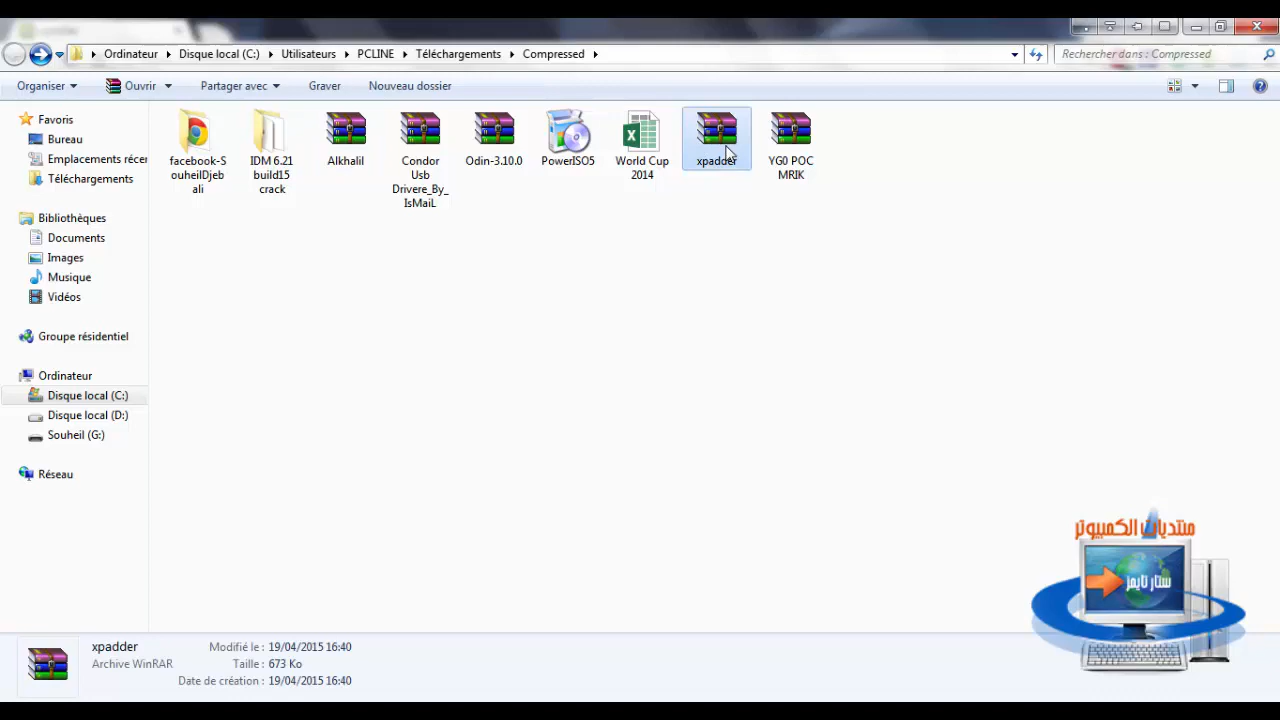 Ordinateur Disque local (C:) Utilisateurs PCLINE Téléchargements Compressed
Rechercher dans : Compressed
Organiser Ouvrir Partager avec Graver Nouveau dossier
Favoris
Bureau
Emplacements récer
Téléchargements
Bibliothèques
Documents
Images
Musique
Vidéos
Groupe résidentiel
Ordinateur
Disque local (C:)
Disque local (D:)
Souheil (G:)
Réseau
facebook-S
ouheilDjeb
ali
IDM 6.21
build15
crack
Alkhalil
Condor
Usb
Drivere_By_
IsMaiL
Odin-3.10.0
PowerISO5
World Cup
2014
xpadder
YG0 POC
MRIK
منتديات الكمبيوتر
ستار تايمز
xpadder
Archive WinRAR
Modifié le : 19/04/2015 16:40
Taille : 673 Ko
Date de création : 19/04/2015 16:40